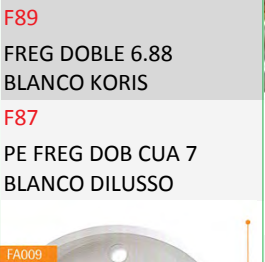 F89
FREG DOBLE 6.88
BLANCO KORIS
F87
PE FREG DOB CUA 7
BLANCO DILUSSO
FA009